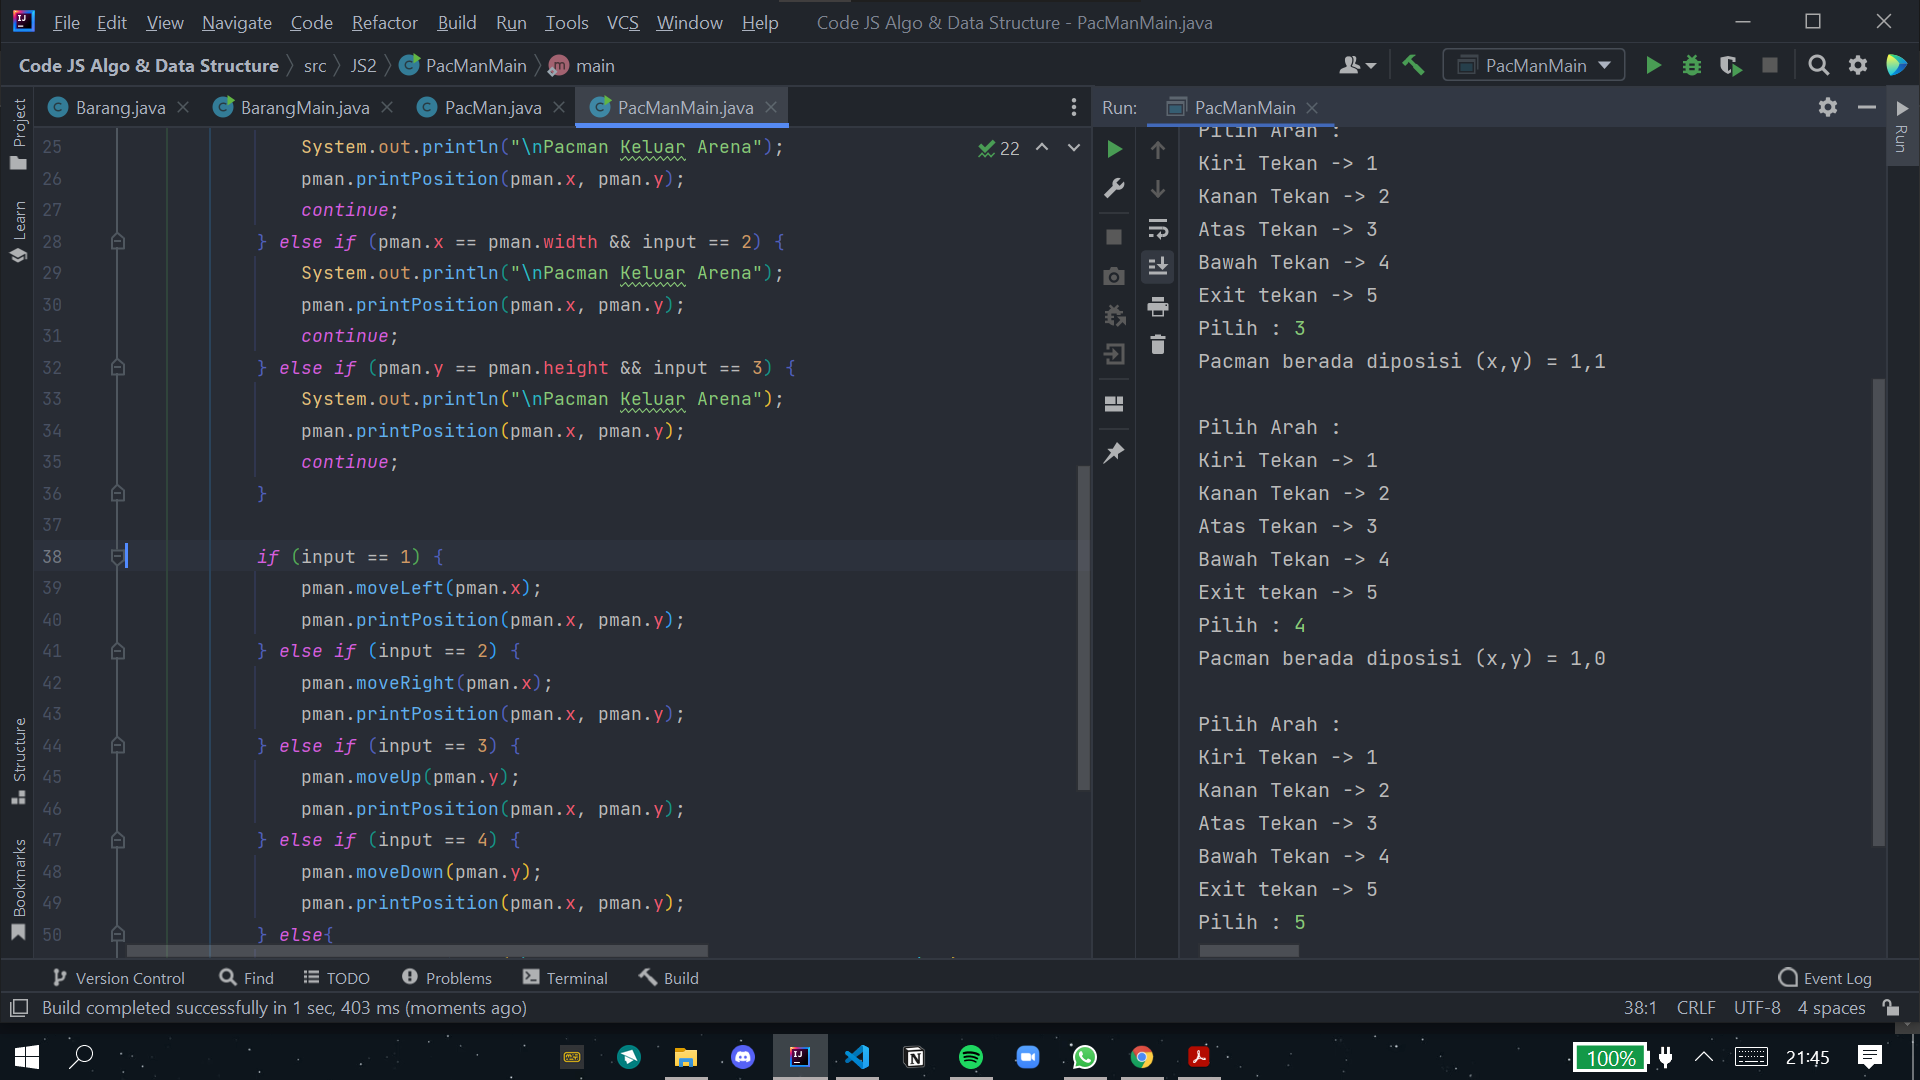 File Edit View Navigate Code Refactor Build Run Tools VCS Window Help Code JS Algo & Data Structure - PacManMain.java
Code JS Algo & Data Structure src JS2 PacManMain main PacManMain
Barang.java BarangMain.java PacMan.java PacManMain.java
Project
Learn
Structure
Bookmarks
22
25 System.out.println("\nPacman Keluar Arena");
26 pman.printPosition(pman.x, pman.y);
27 continue;
28 } else if (pman.x == pman.width && input == 2) {
29 System.out.println("\nPacman Keluar Arena");
30 pman.printPosition(pman.x, pman.y);
31 continue;
32 } else if (pman.y == pman.height && input == 3) {
33 System.out.println("\nPacman Keluar Arena");
34 pman.printPosition(pman.x, pman.y);
35 continue;
36 }
37
38 if (input == 1) {
39 pman.moveLeft(pman.x);
40 pman.printPosition(pman.x, pman.y);
41 } else if (input == 2) {
42 pman.moveRight(pman.x);
43 pman.printPosition(pman.x, pman.y);
44 } else if (input == 3) {
45 pman.moveUp(pman.y);
46 pman.printPosition(pman.x, pman.y);
47 } else if (input == 4) {
48 pman.moveDown(pman.y);
49 pman.printPosition(pman.x, pman.y);
50 } else{
Run: PacManMain
Run
Pilih Arah :
Kiri Tekan -> 1
Kanan Tekan -> 2
Atas Tekan -> 3
Bawah Tekan -> 4
Exit tekan -> 5
Pilih : 3
Pacman berada diposisi (x,y) = 1,1
Pilih Arah :
Kiri Tekan -> 1
Kanan Tekan -> 2
Atas Tekan -> 3
Bawah Tekan -> 4
Exit tekan -> 5
Pilih : 4
Pacman berada diposisi (x,y) = 1,0
Pilih Arah :
Kiri Tekan -> 1
Kanan Tekan -> 2
Atas Tekan -> 3
Bawah Tekan -> 4
Exit tekan -> 5
Pilih : 5
Version Control Find TODO Problems Terminal Build Event Log
Build completed successfully in 1 sec, 403 ms (moments ago) 38:1 CRLF UTF-8 4 spaces
100% 21:45